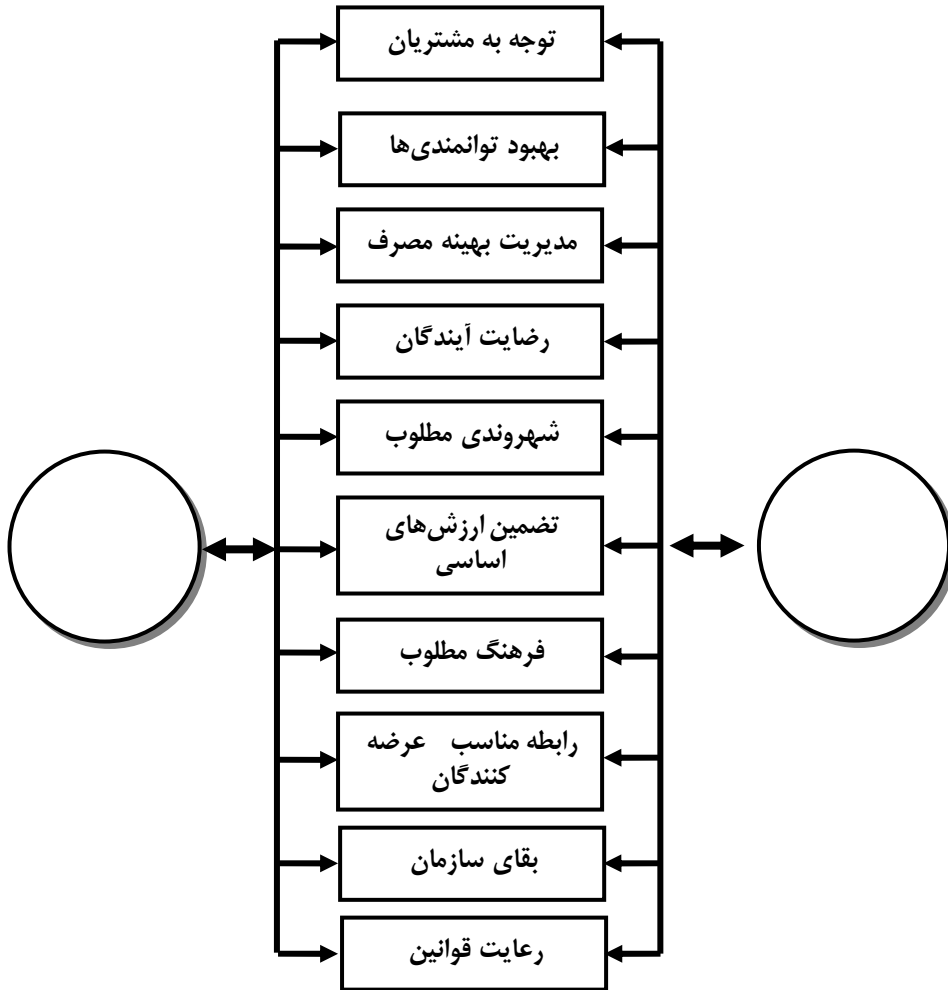 توجه به مشتریان
بهبود توانمندی‌ها
مدیریت بهینه مصرف
رضایت آیندگان
شهروندی مطلوب
تضمین ارزش‌های
اساسی
فرهنگ مطلوب
رابطه مناسب عرضه
کنندگان
بقای سازمان
رعایت قوانین